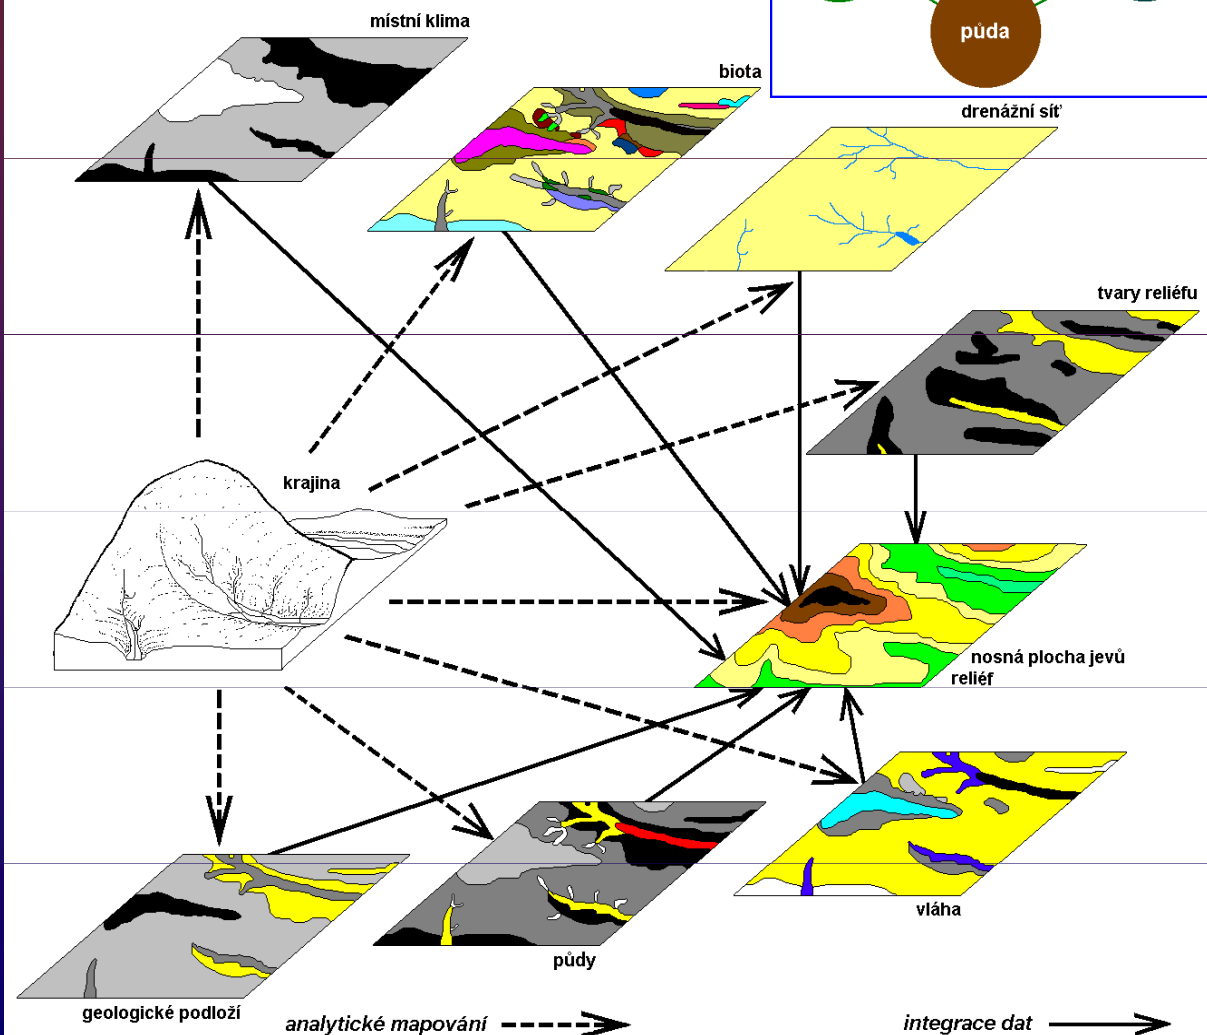 místní klima
půda
biota
drenážní síť
tvary reliéfu
krajina
nosná plocha jevů
reliéf
vláha
půdy
geologické podloží
analytické mapování
integrace dat